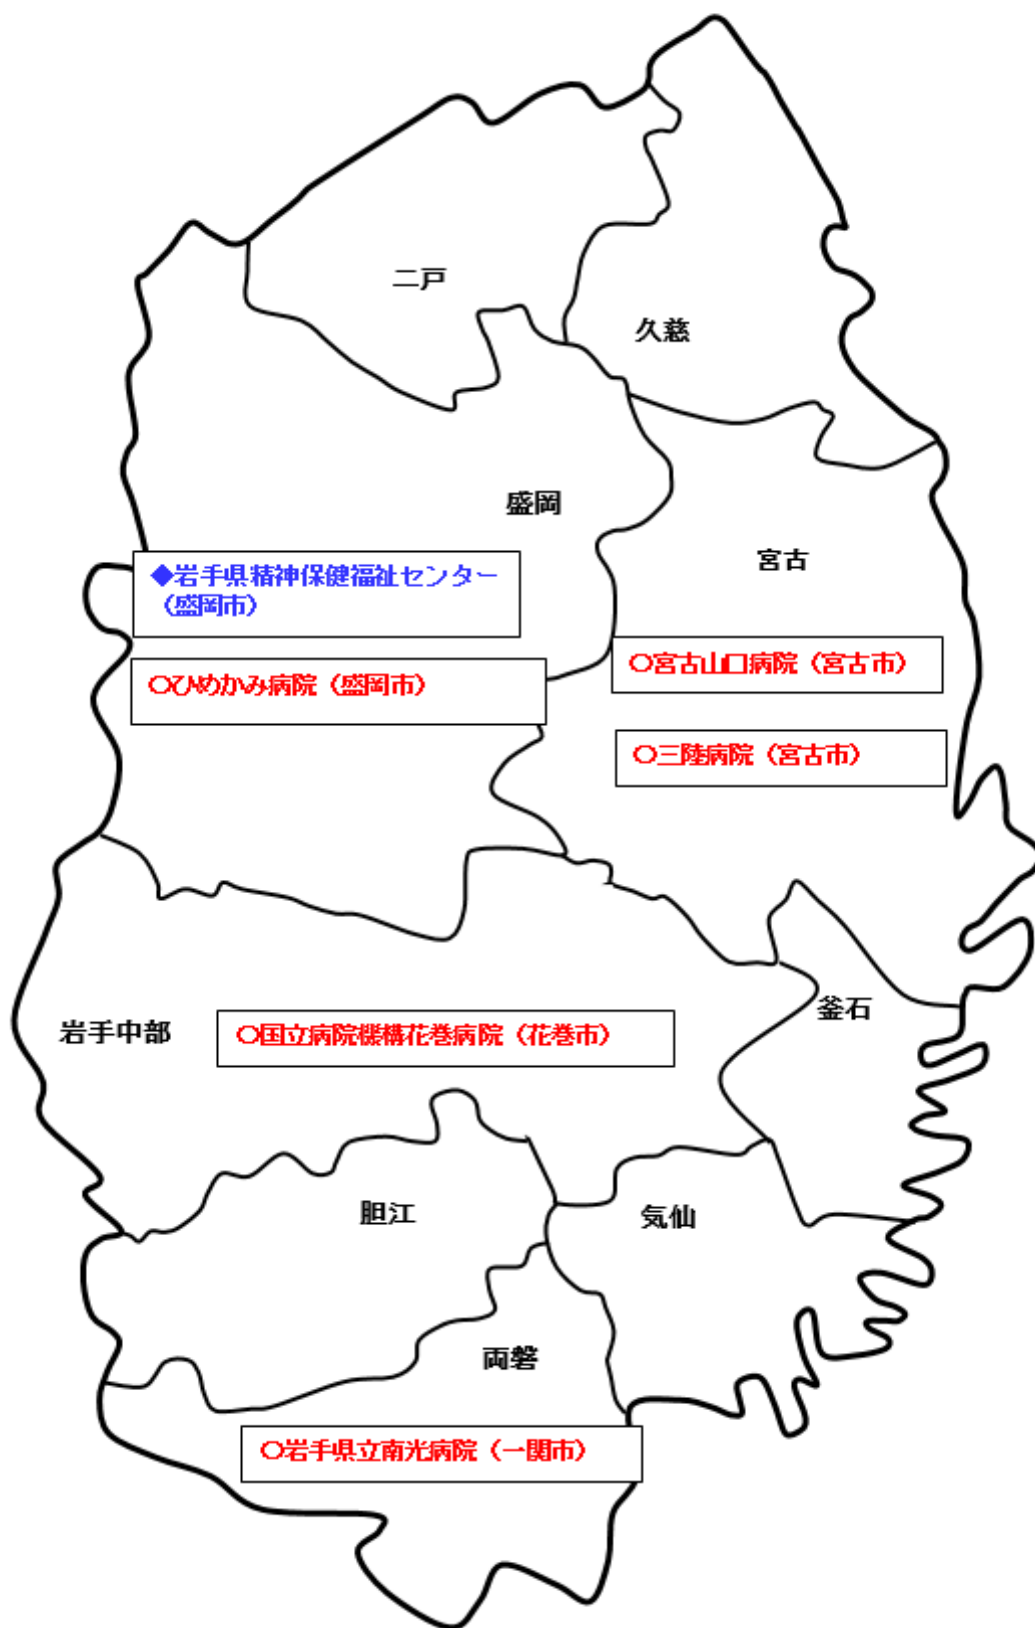 二戸
久慈
盛岡
宮古
◆岩手県精神保健福祉センター
（盛岡市）
○宮古山口病院（宮古市）
○ひめかみ病院（盛岡市）
○三陸病院（宮古市）
釜石
岩手中部
○国立病院機構花巻病院（花巻市）
胆江
気仙
両磐
○岩手県立南光病院（一関市）